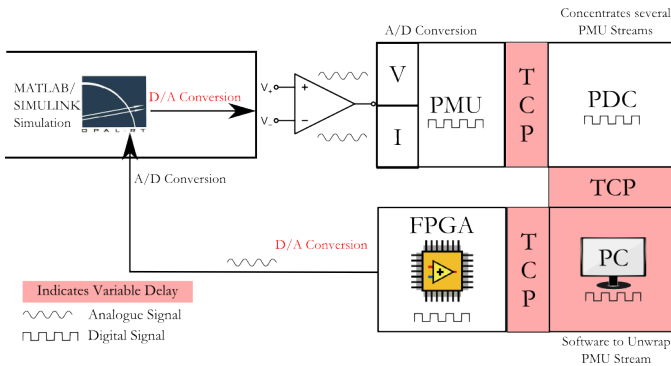 Concentrates several
PMU Streams
A/D Conversion
MATLAB/
SIMULINK
Simulation
OPAL-RT
D/A Conversion
V+
V-
+
-
V
I
PMU
T
C
P
PDC
TCP
A/D Conversion
FPGA
T
C
P
PC
D/A Conversion
Indicates Variable Delay
Analogue Signal
Digital Signal
Software to Unwrap
PMU Stream